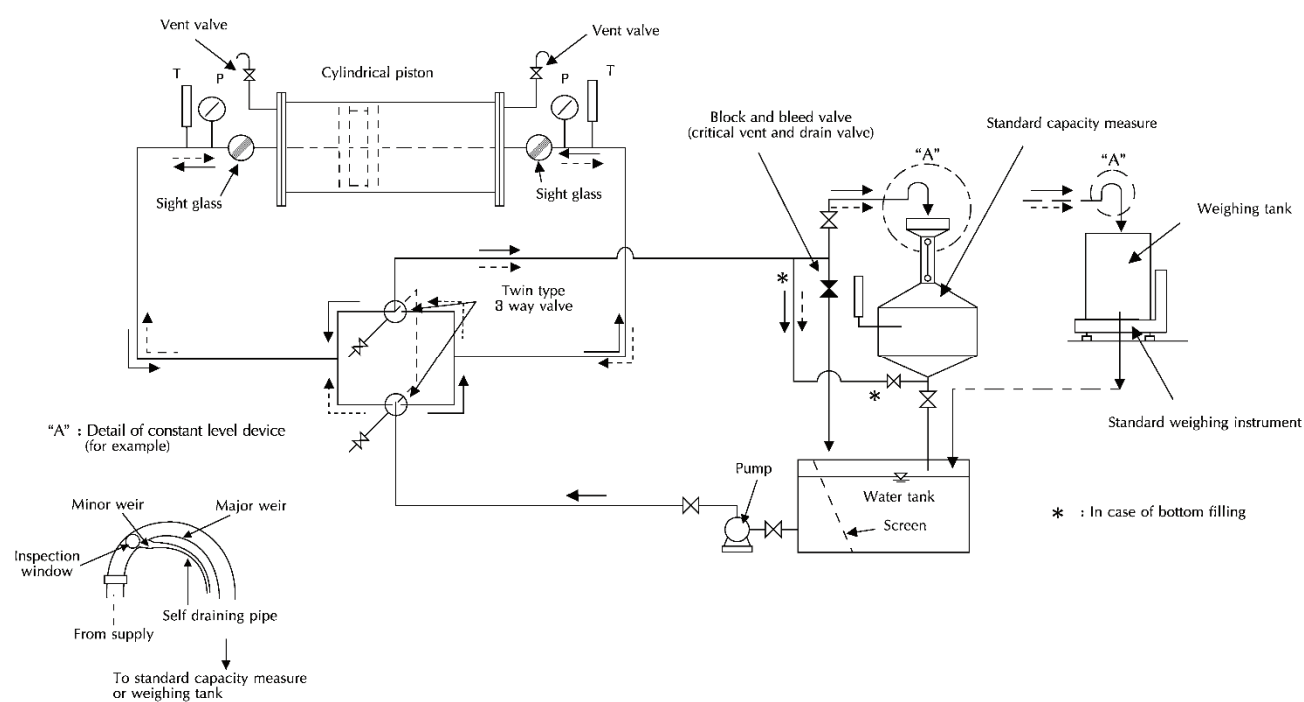 Vent valve
Vent valve
T
P
Cylindrical piston
P
T
Block and bleed valve
(critical vent and drain valve)
Standard capacity measure
"A"
"A"
Sight glass
Sight glass
Weighing tank
*
Twin type
3 way valve
*
"A" : Detail of constant level device
(for example)
Standard weighing instrument
Pump
Water tank
Screen
* : In case of bottom filling
Minor weir
Major weir
Inspection
window
Self draining pipe
From supply
To standard capacity measure
or weighing tank